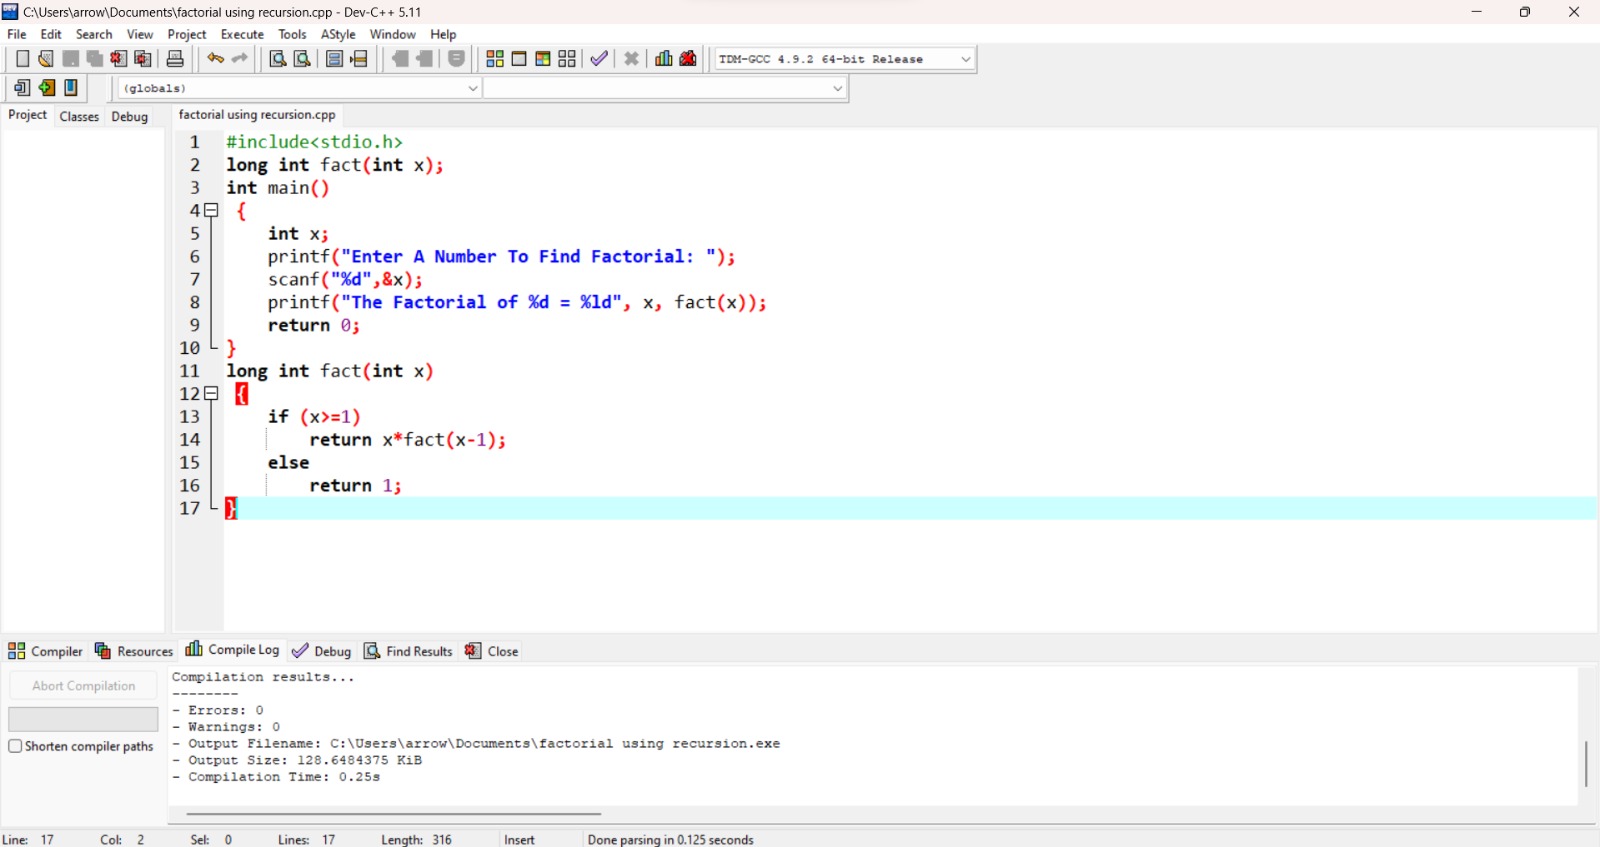 C:\Users\arrow\Documents\factorial using recursion.cpp - Dev-C++ 5.11
File Edit Search View Project Execute Tools AStyle Window Help
TDM-GCC 4.9.2 64-bit Release
(globals)
Project Classes Debug factorial using recursion.cpp
1 #include<stdio.h>
2 long int fact(int x);
3 int main()
4 {
5 int x;
6 printf("Enter A Number To Find Factorial: ");
7 scanf("%d",&x);
8 printf("The Factorial of %d = %ld", x, fact(x));
9 return 0;
10 }
11 long int fact(int x)
12 {
13 if (x>=1)
14 return x*fact(x-1);
15 else
16 return 1;
17 }
Compiler Resources Compile Log Debug Find Results Close
Abort Compilation
Shorten compiler paths
Compilation results...
--------
- Errors: 0
- Warnings: 0
- Output Filename: C:\Users\arrow\Documents\factorial using recursion.exe
- Output Size: 128.6484375 KiB
- Compilation Time: 0.25s
Line: 17 Col: 2 Sel: 0 Lines: 17 Length: 316 Insert Done parsing in 0.125 seconds